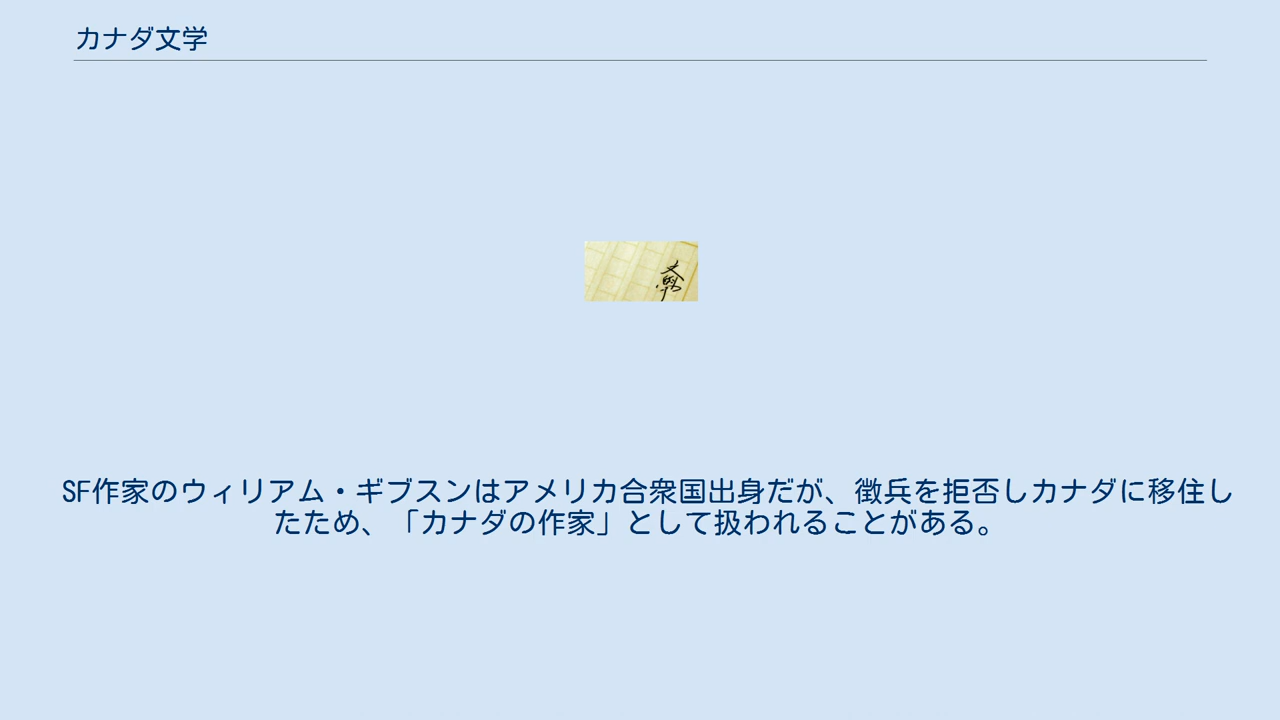 カナダ文学
SF作家のウィリアム・ギブスンはアメリカ合衆国出身だが、徴兵を拒否しカナダに移住し
たため、「カナダの作家」として扱われることがある。